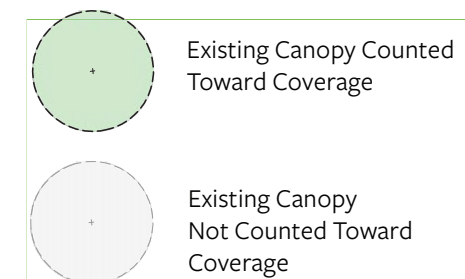 Existing Canopy Counted
Toward Coverage
Existing Canopy
Not Counted Toward
Coverage